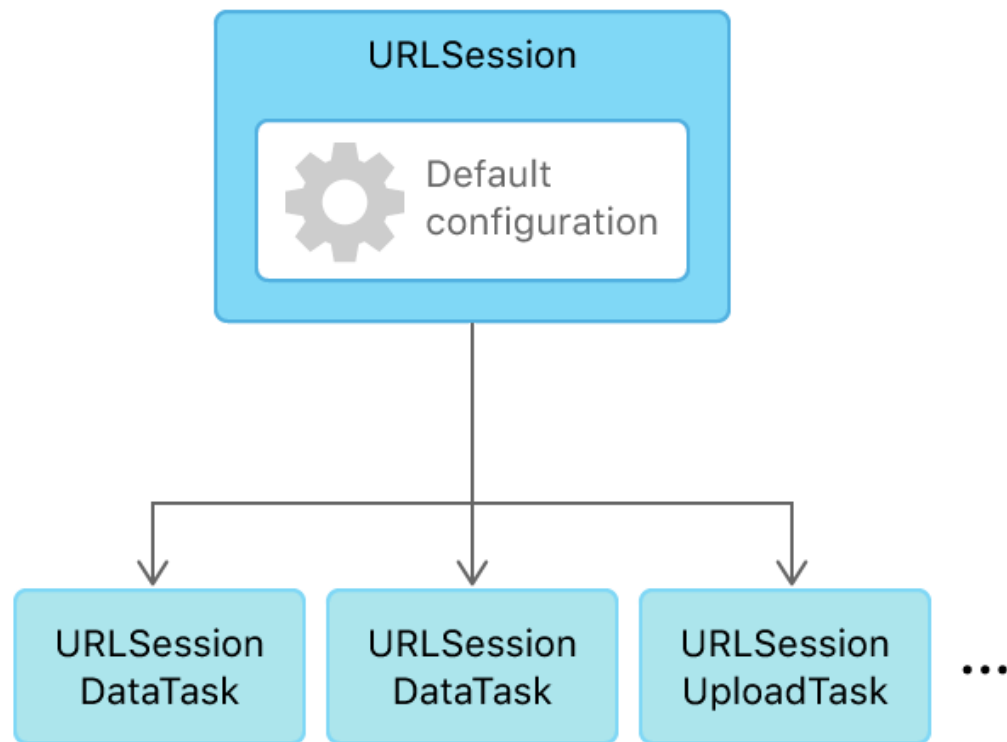 URLSession
Default
configuration
URLSession
DataTask
URLSession
DataTask
URLSession
UploadTask
...